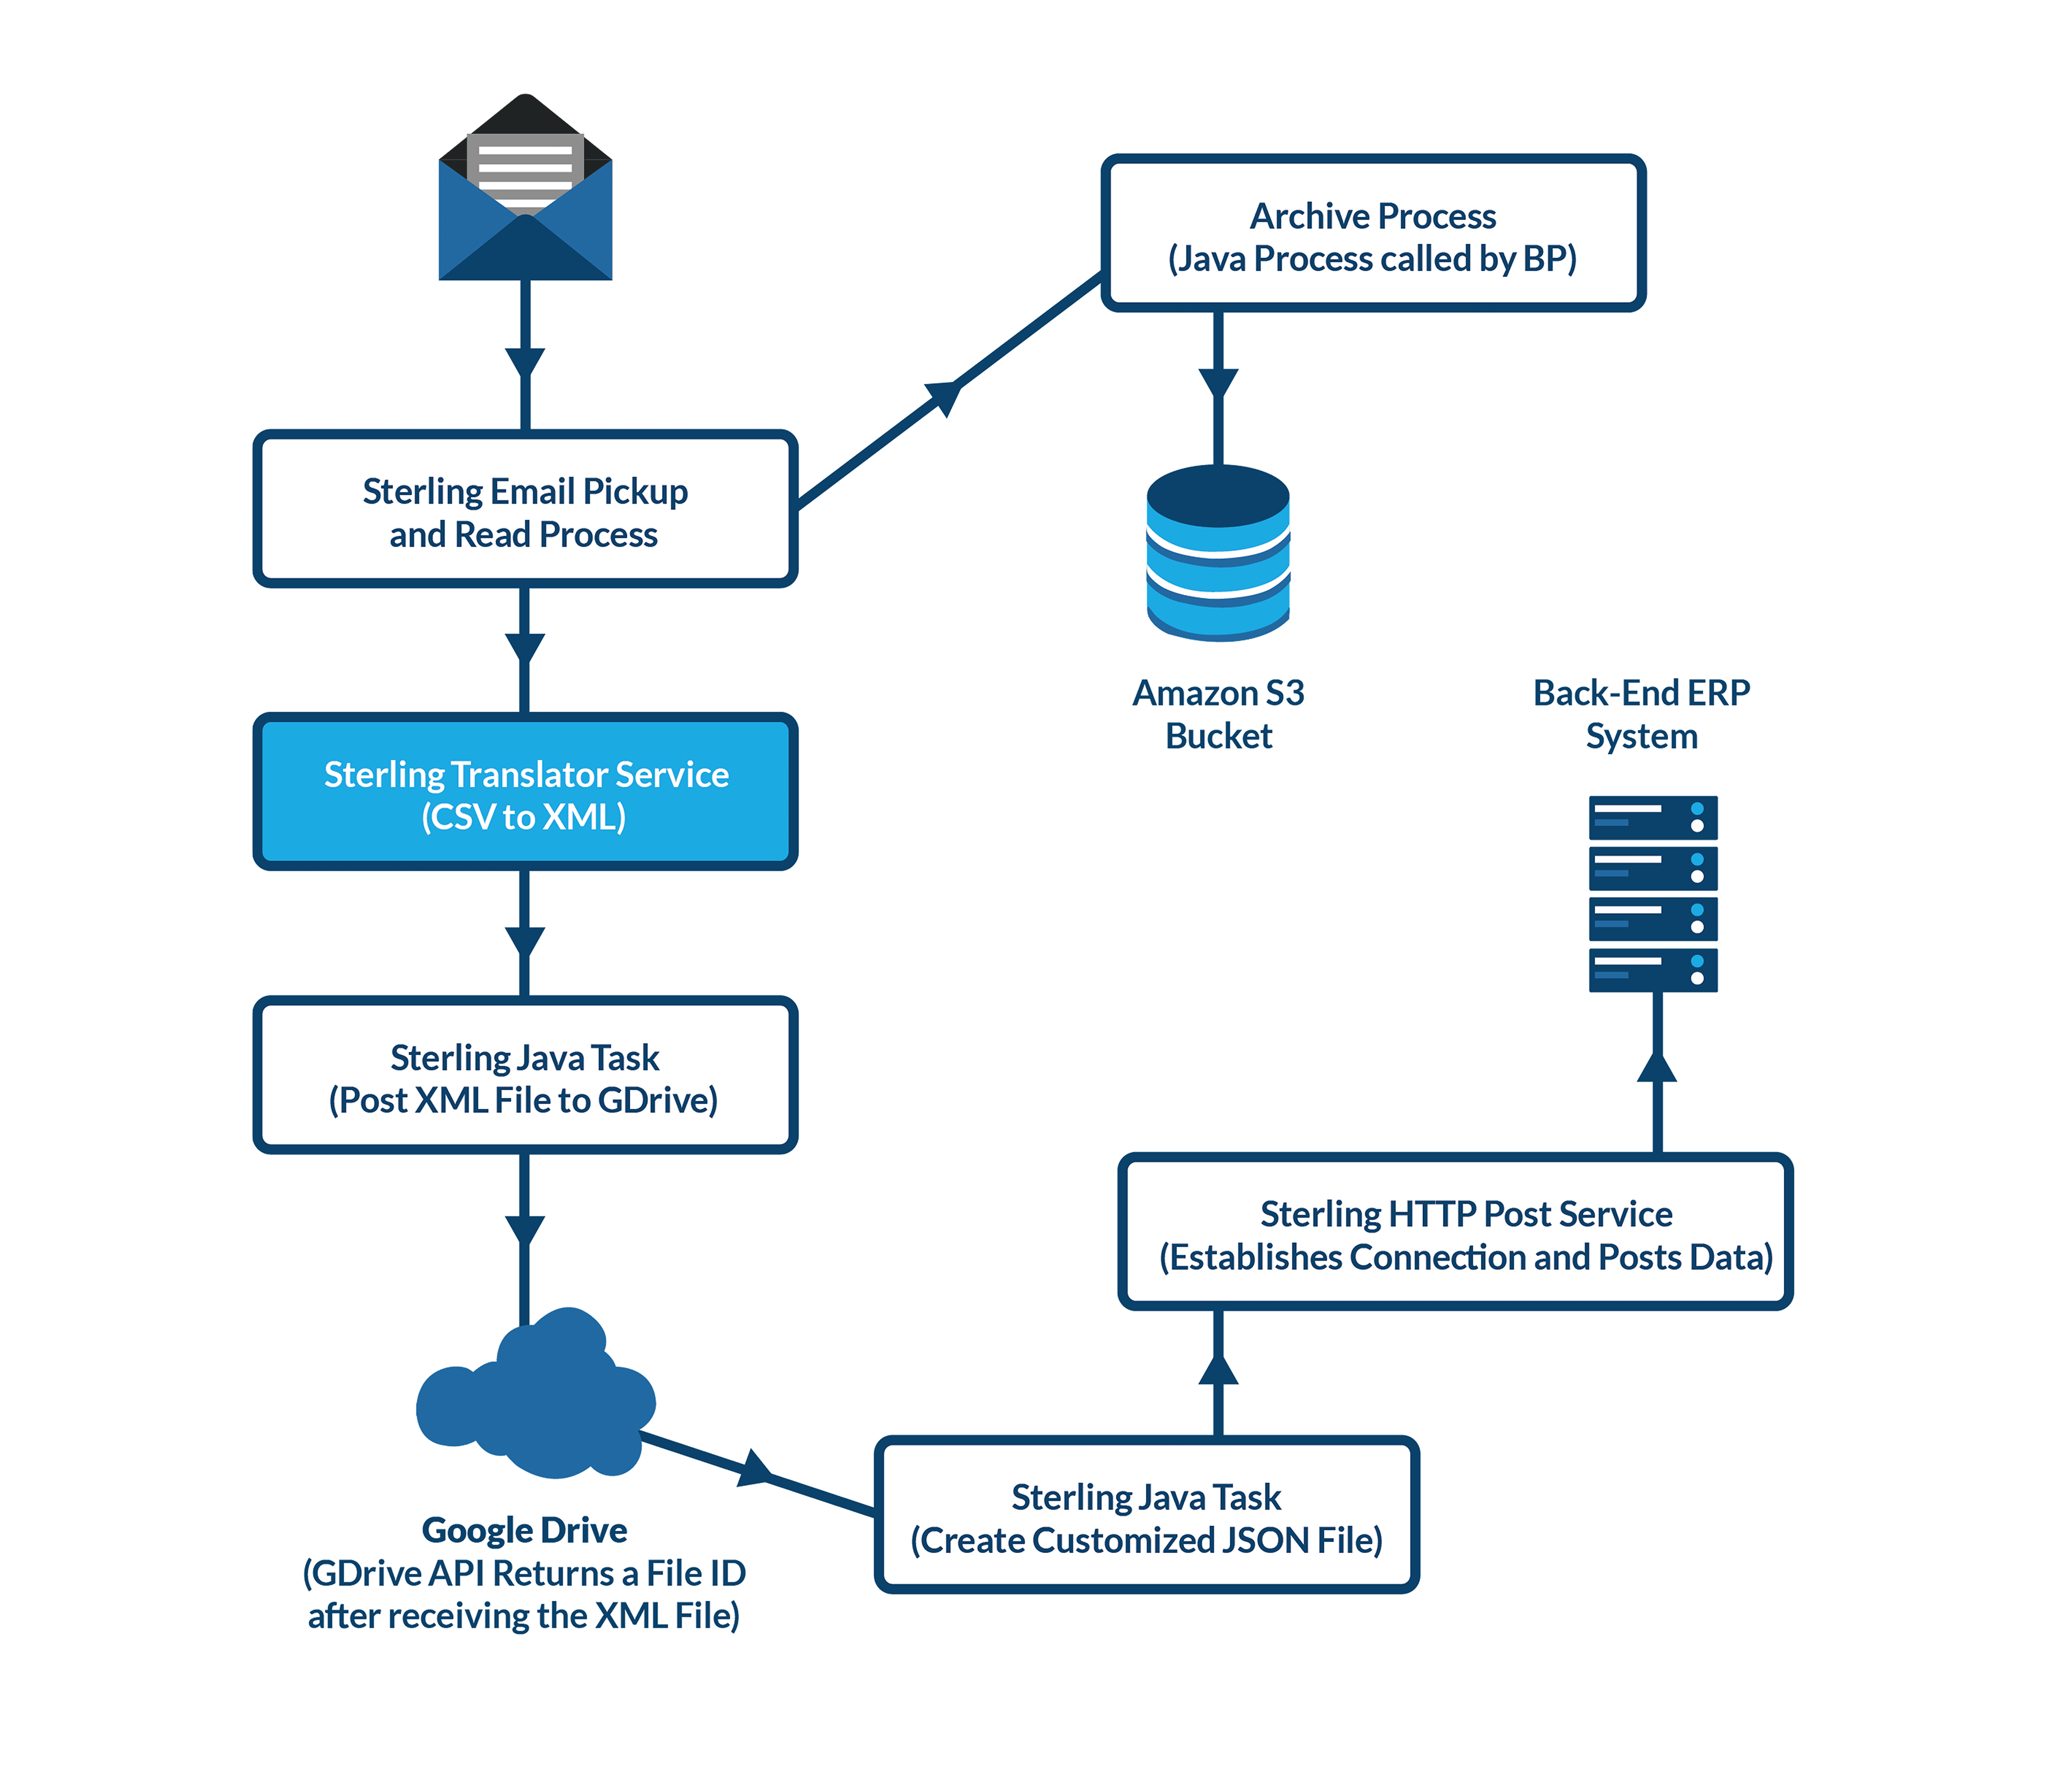 Archive Process
(Java Process called by BP)
Sterling Email Pickup
and Read Process
Amazon S3
Bucket
Back-End ERP
System
Sterling Translator Service
(CSV to XML)
Sterling Java Task
(Post XML File to GDrive)
Sterling HTTP Post Service
(Establishes Connection and Posts Data)
Sterling Java Task
(Create Customized JSON File)
Google Drive
(GDrive API Returns a File ID
after receiving the XML File)